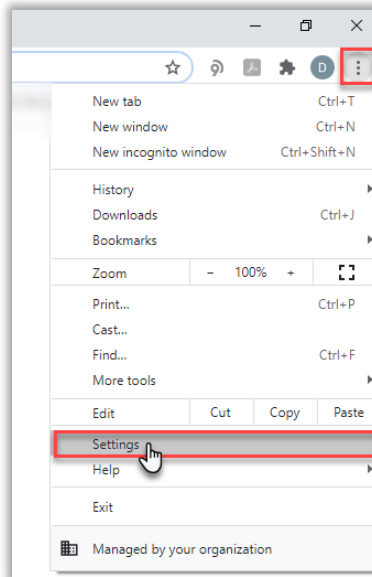 D
New tab Ctrl+T
New window Ctrl+N
New incognito window Ctrl+Shift+N
History
Downloads Ctrl+J
Bookmarks
Zoom - 100% +
Print... Ctrl+P
Cast...
Find... Ctrl+F
More tools
Edit Cut Copy Paste
Settings
Help
Exit
Managed by your organization